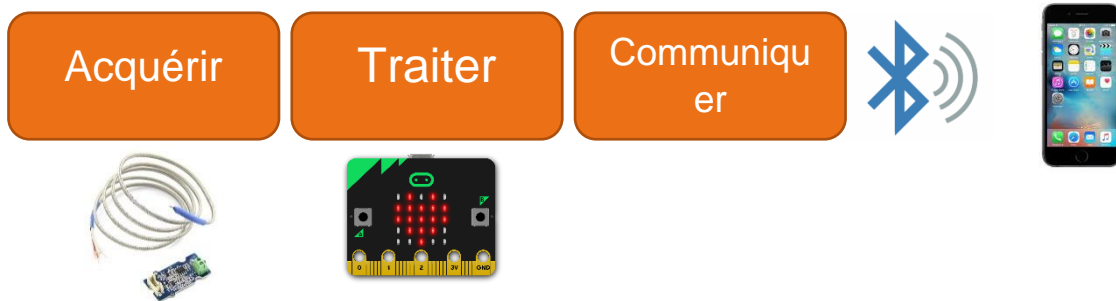 Acquérir
Traiter
Communiqu
er
A
B
0 1 2 3V GND